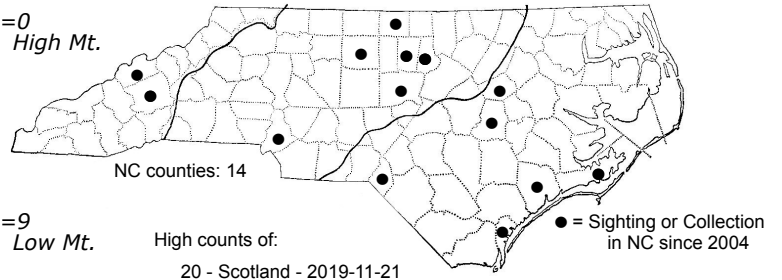 =0
High Mt.
NC counties: 14
=9
Low Mt.
High counts of:
20 - Scotland - 2019-11-21
● = Sighting or Collection
in NC since 2004